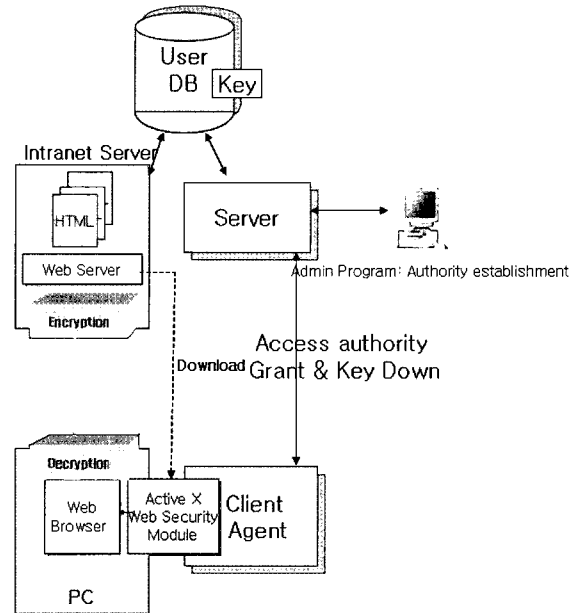 User
DB
Key
Intranet Server
HTML
Web Server
Encryption
Server
Admin Program: Authority establishment
Download
Access authority
Grant & Key Down
Decryption
Web
Browser
Active X
Web Security
Module
Client
Agent
PC